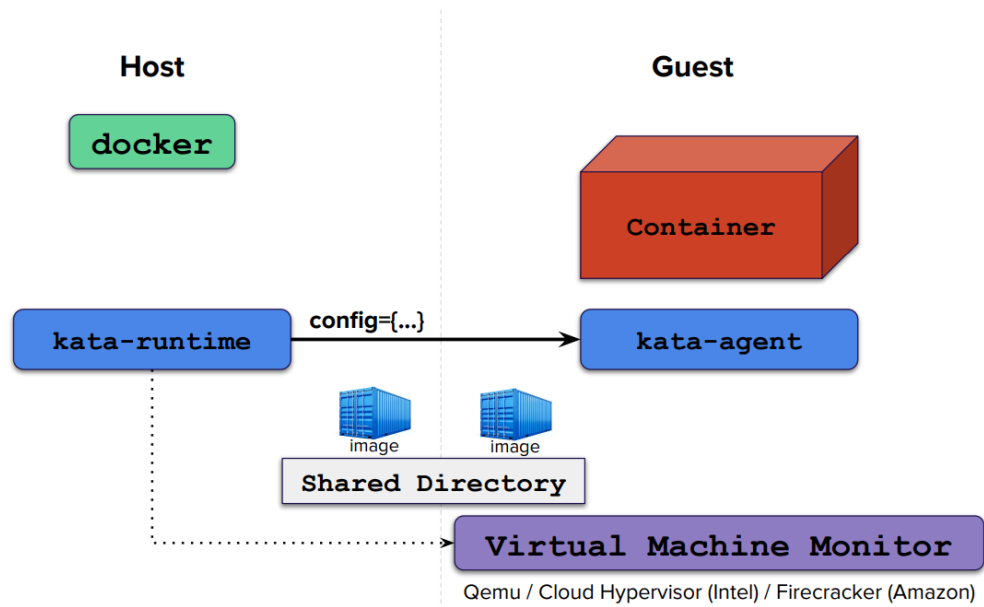 Host
Guest
docker
Container
config={...}
kata-runtime
kata-agent
image
image
Shared Directory
Virtual Machine Monitor
Qemu / Cloud Hypervisor (Intel) / Firecracker (Amazon)